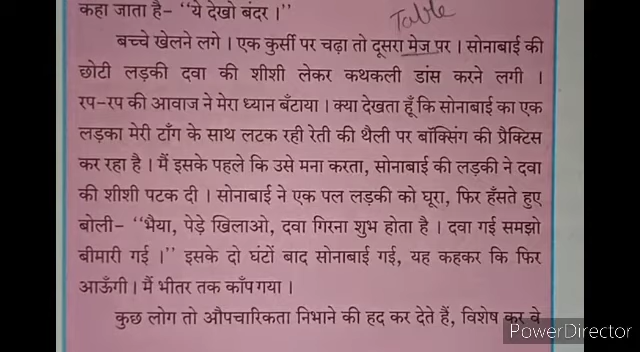 कहा जाता है– ‘‘ये देखो बंदर ।’’
Table
बच्चे खेलने लगे । एक कुर्सी पर चढ़ा तो दूसरा मेज पर । सोनाबाई की
छोटी लड़की दवा की शीशी लेकर कथकली डांस करने लगी ।
रप–रप की आवाज ने मेरा ध्यान बँटाया । क्या देखता हूँ कि सोनाबाई का एक
लड़का मेरी टाँग के साथ लटक रही रेती की थैली पर बॉक्सिंग की प्रैक्टिस
कर रहा है । मैं इसके पहले कि उसे मना करता, सोनाबाई की लड़की ने दवा
की शीशी पटक दी । सोनाबाई ने एक पल लड़की को घूरा, फिर हँसते हुए
बोली– ‘‘भैया, पेड़े खिलाओ, दवा गिरना शुभ होता है । दवा गई समझो
बीमारी गई ।’’ इसके दो घंटों बाद सोनाबाई गई, यह कहकर कि फिर
आऊँगी । मैं भीतर तक काँप गया ।
कुछ लोग तो औपचारिकता निभाने की हद कर देते हैं, विशेष कर वे
PowerDirector